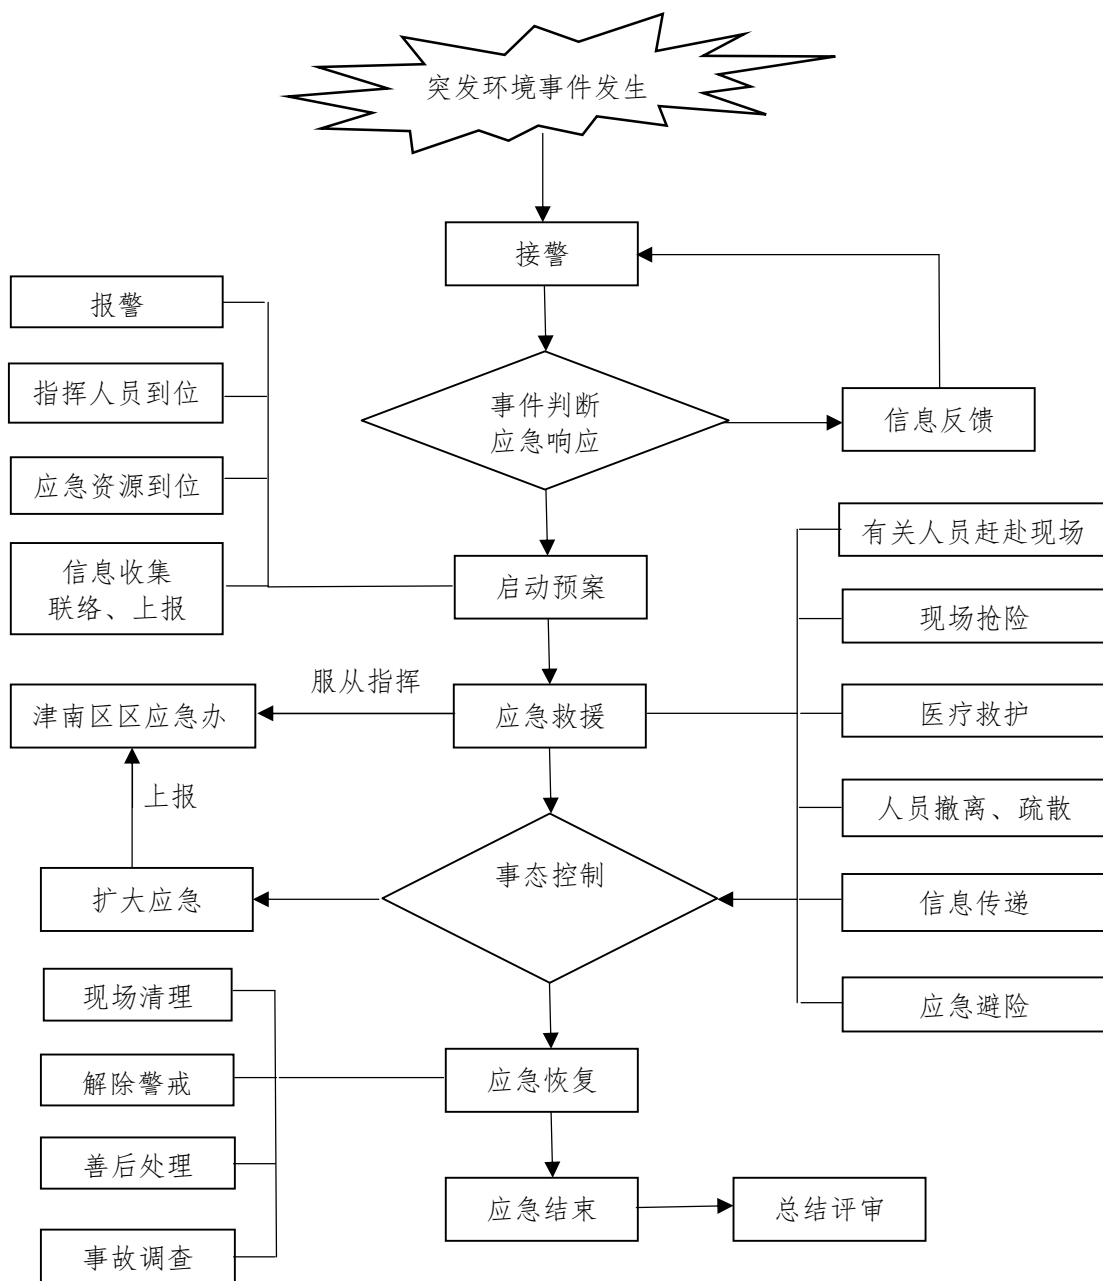 突发环境事件发生
接警
报警
指挥人员到位
事件判断
应急响应
信息反馈
应急资源到位
有关人员赶赴现场
信息收集
联络、上报
启动预案
现场抢险
服从指挥
津南区区应急办
应急救援
医疗救护
上报
人员撤离、疏散
事态控制
扩大应急
信息传递
现场清理
应急避险
解除警戒
应急恢复
善后处理
应急结束
总结评审
事故调查